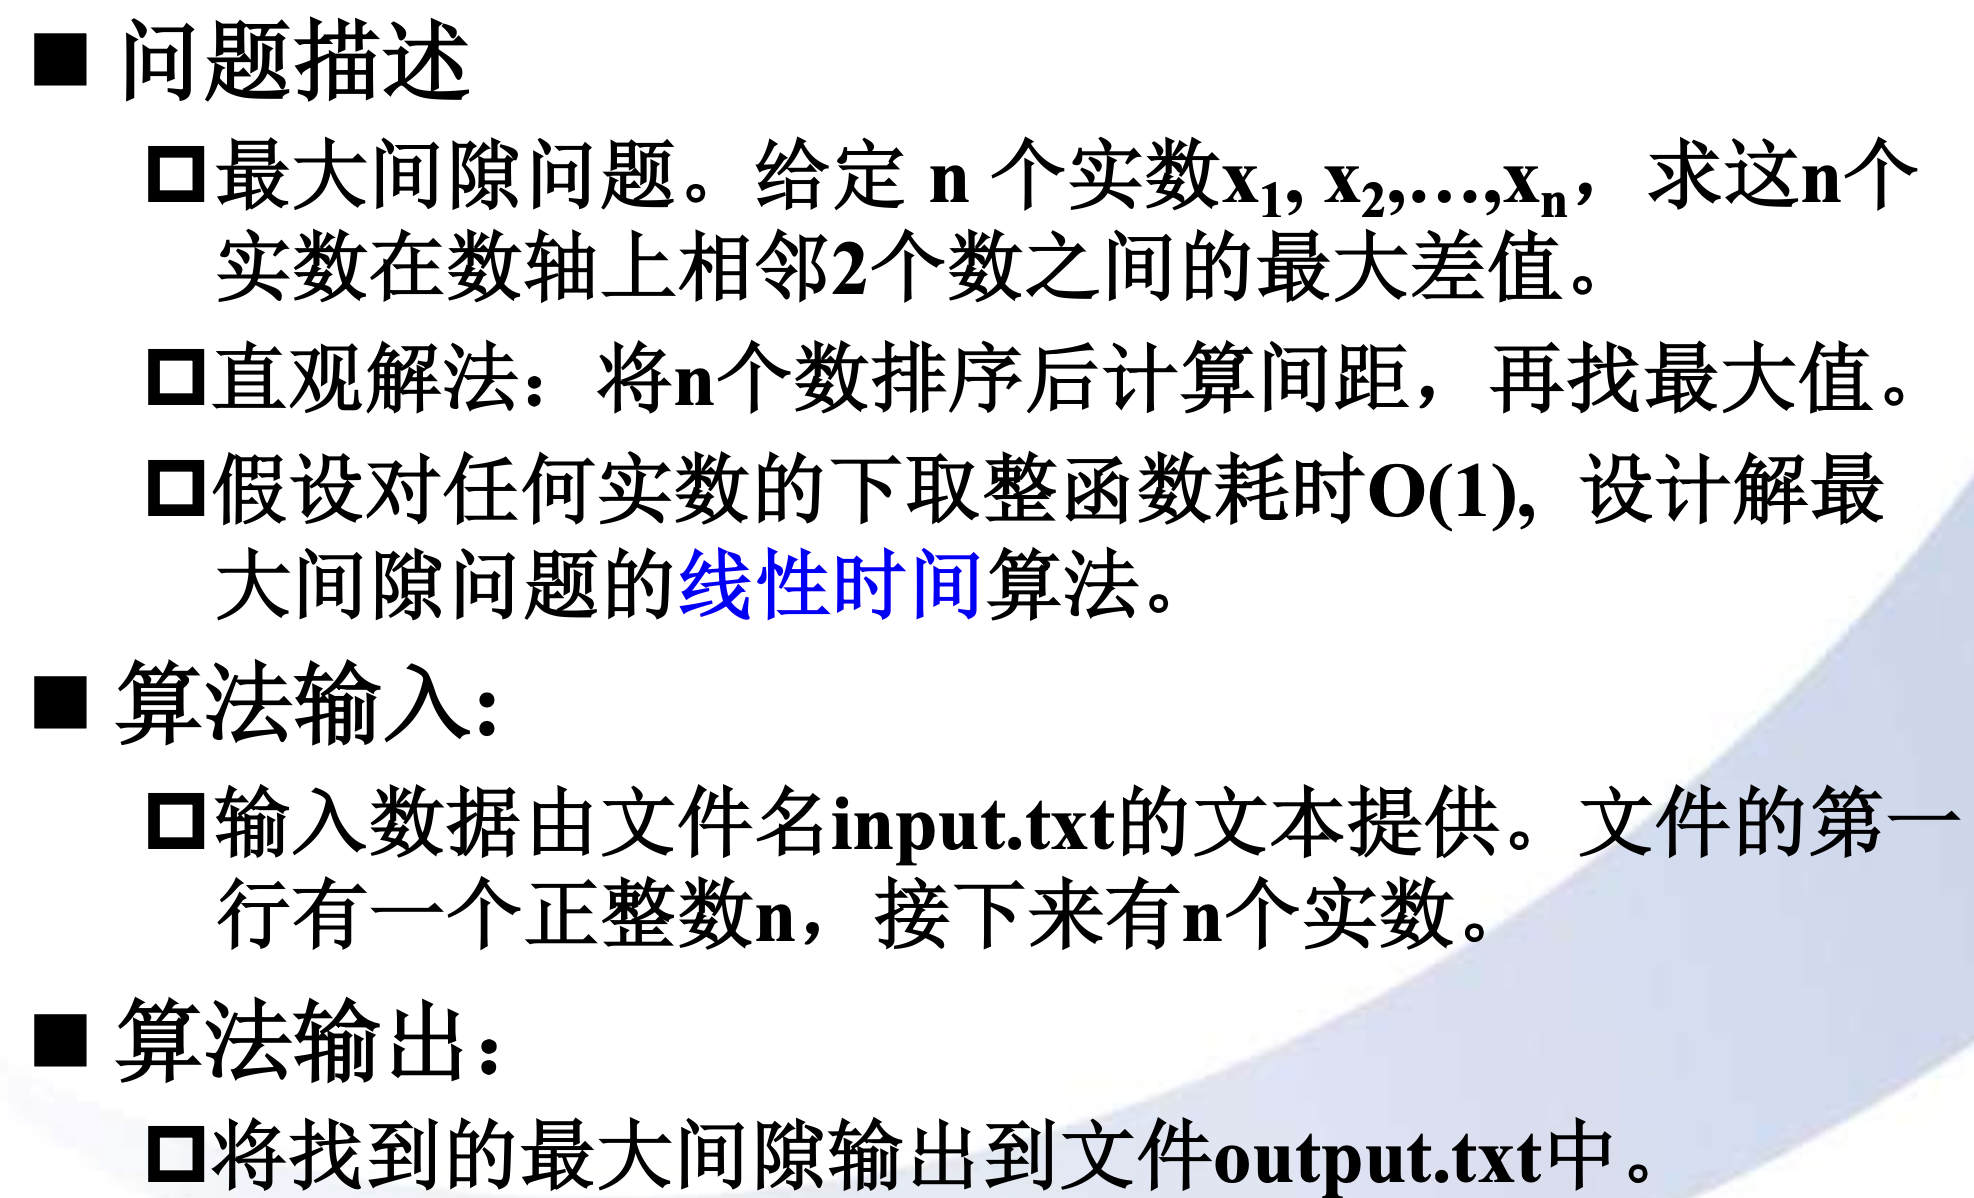 ■ 问题描述
□最大间隙问题。给定 n 个实数x₁, x₂,…,xₙ，求这n个
实数在数轴上相邻2个数之间的最大差值。
□直观解法：将n个数排序后计算间距，再找最大值。
□假设对任何实数的下取整函数耗时O(1), 设计解最
大间隙问题的线性时间算法。
■ 算法输入:
□输入数据由文件名input.txt的文本提供。文件的第一
行有一个正整数n，接下来有n个实数。
■ 算法输出：
□将找到的最大间隙输出到文件output.txt中。